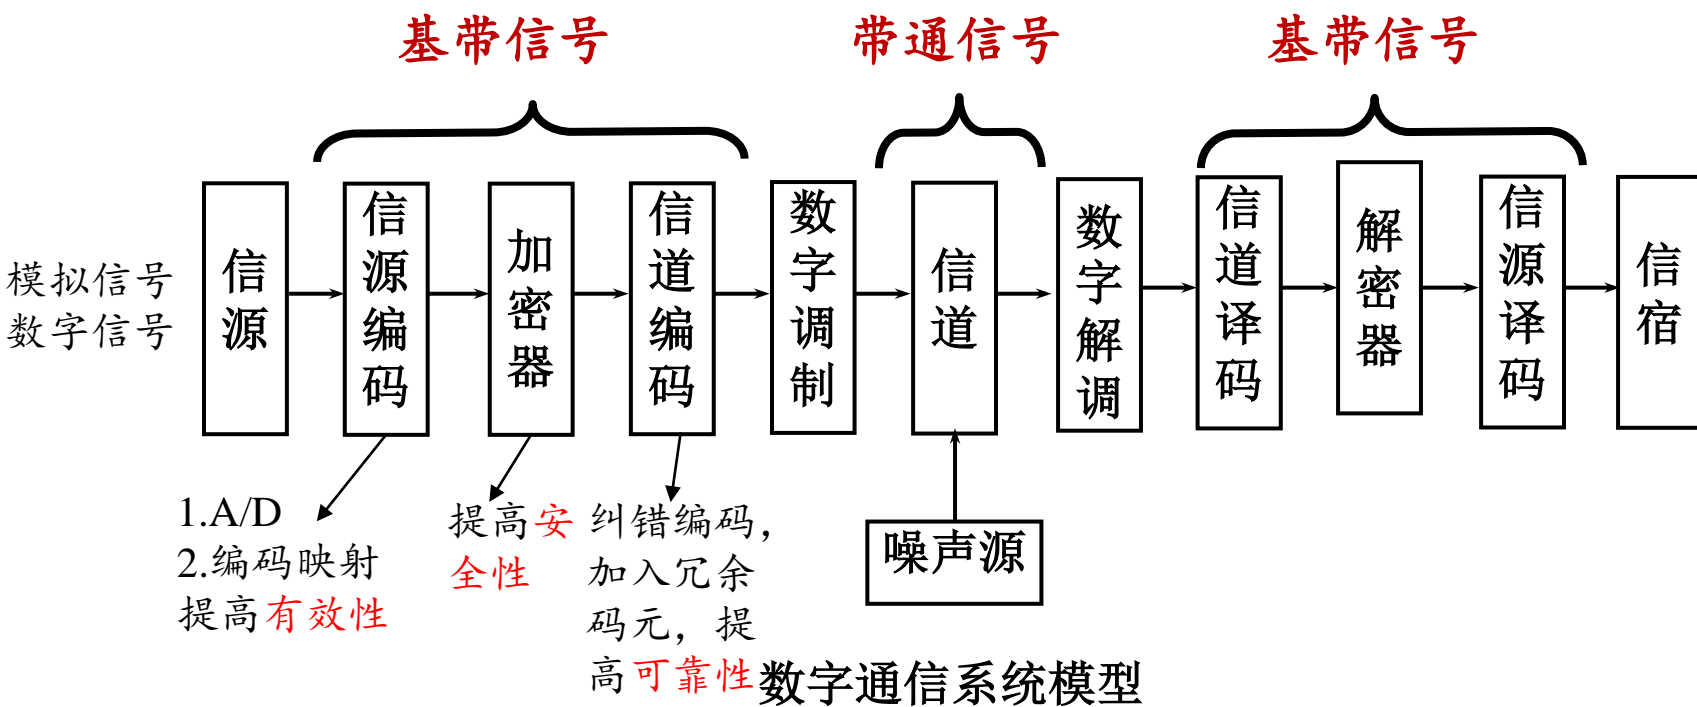 基带信号
带通信号
基带信号
模拟信号
数字信号
信源
信源编码
加密器
信道编码
数字调制
信道
数字解调
信道译码
解密器
信源译码
信宿
1.A/D
2.编码映射
提高有效性
提高安
全性
纠错编码，
加入冗余
码元，提
高可靠性
噪声源
数字通信系统模型